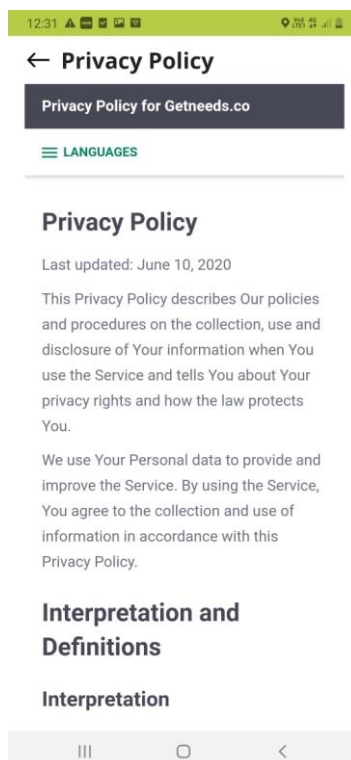 12:31
← Privacy Policy
Privacy Policy for Getneeds.co
LANGUAGES
Privacy Policy
Last updated: June 10, 2020
This Privacy Policy describes Our policies
and procedures on the collection, use and
disclosure of Your information when You
use the Service and tells You about Your
privacy rights and how the law protects
You.
We use Your Personal data to provide and
improve the Service. By using the Service,
You agree to the collection and use of
information in accordance with this
Privacy Policy.
Interpretation and
Definitions
Interpretation